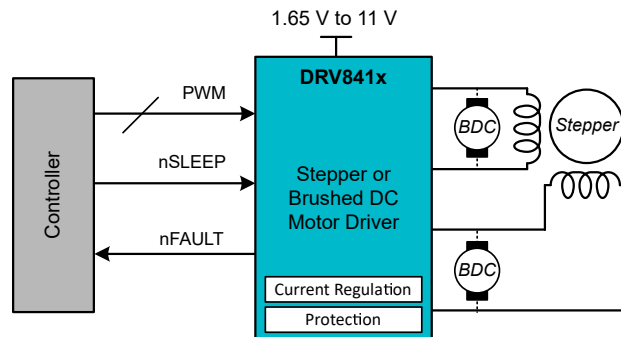 1.65 V to 11 V
DRV841x
Controller
PWM
nSLEEP
nFAULT
Stepper or
Brushed DC
Motor Driver
Current Regulation
Protection
BDC
Stepper
BDC